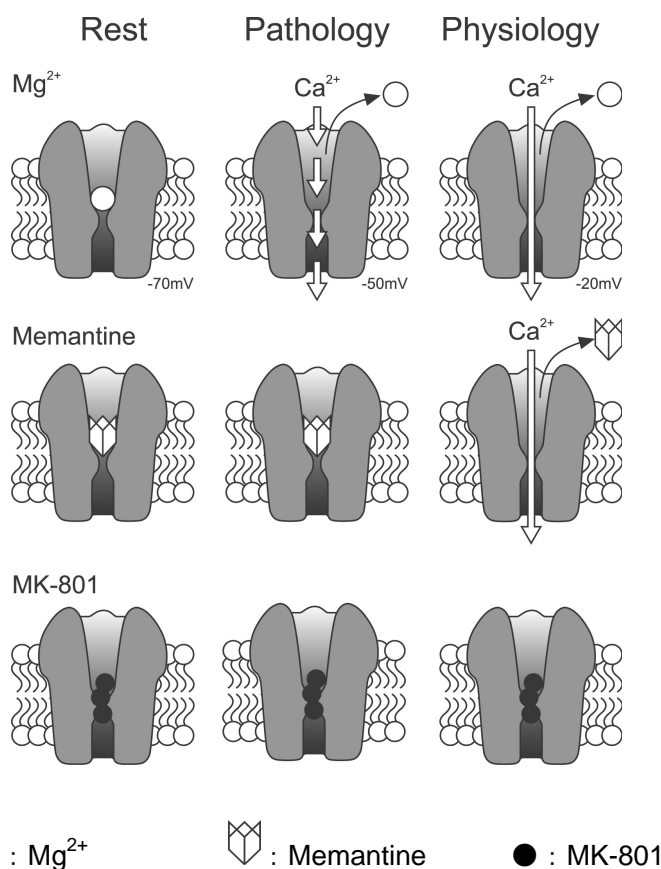 Rest Pathology Physiology
Mg²⁺ Ca²⁺ Ca²⁺
-70mV -50mV -20mV
Memantine Ca²⁺
MK-801
: Mg²⁺ : Memantine : MK-801